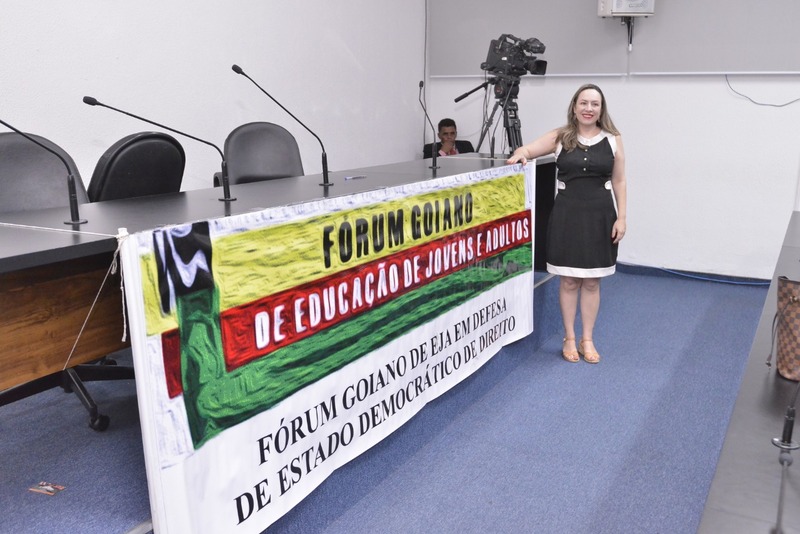 FÓRUM GOIANO
DE EDUCAÇÃO DE JOVENS E ADULTOS
FÓRUM GOIANO DE EJA EM DEFESA
DE ESTADO DEMOCRÁTICO DE DIREITO